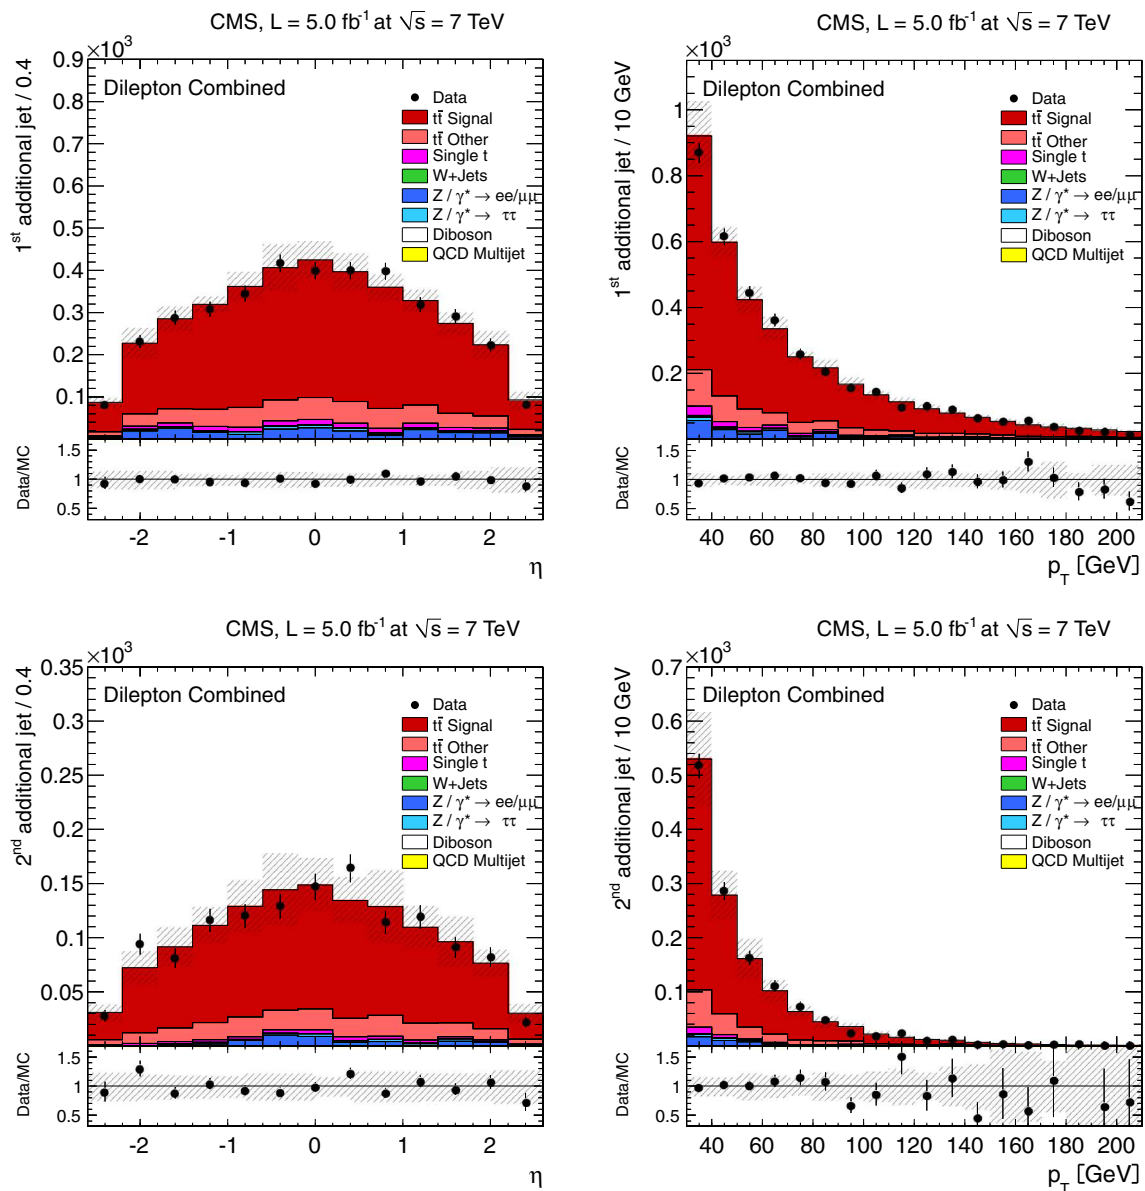 CMS, L = 5.0 fb⁻¹ at √s = 7 TeV
×10³
Dilepton Combined
1ˢᵗ additional jet / 0.4
0.9
0.8
0.7
0.6
0.5
0.4
0.3
0.2
0.1
Data
tt̄ Signal
tt̄ Other
Single t
W+Jets
Z / γ* → ee/μμ
Z / γ* → ττ
Diboson
QCD Multijet
Data/MC
1.5
1
0.5
-2 -1 0 1 2
η
CMS, L = 5.0 fb⁻¹ at √s = 7 TeV
×10³
Dilepton Combined
1ˢᵗ additional jet / 10 GeV
1
0.8
0.6
0.4
0.2
Data
tt̄ Signal
tt̄ Other
Single t
W+Jets
Z / γ* → ee/μμ
Z / γ* → ττ
Diboson
QCD Multijet
Data/MC
1.5
1
0.5
40 60 80 100 120 140 160 180 200
p_T [GeV]
CMS, L = 5.0 fb⁻¹ at √s = 7 TeV
×10³
Dilepton Combined
2ⁿᵈ additional jet / 0.4
0.35
0.3
0.25
0.2
0.15
0.1
0.05
Data
tt̄ Signal
tt̄ Other
Single t
W+Jets
Z / γ* → ee/μμ
Z / γ* → ττ
Diboson
QCD Multijet
Data/MC
1.5
1
0.5
-2 -1 0 1 2
η
CMS, L = 5.0 fb⁻¹ at √s = 7 TeV
×10³
Dilepton Combined
2ⁿᵈ additional jet / 10 GeV
0.7
0.6
0.5
0.4
0.3
0.2
0.1
0
Data
tt̄ Signal
tt̄ Other
Single t
W+Jets
Z / γ* → ee/μμ
Z / γ* → ττ
Diboson
QCD Multijet
Data/MC
1.5
1
0.5
40 60 80 100 120 140 160 180 200
p_T [GeV]